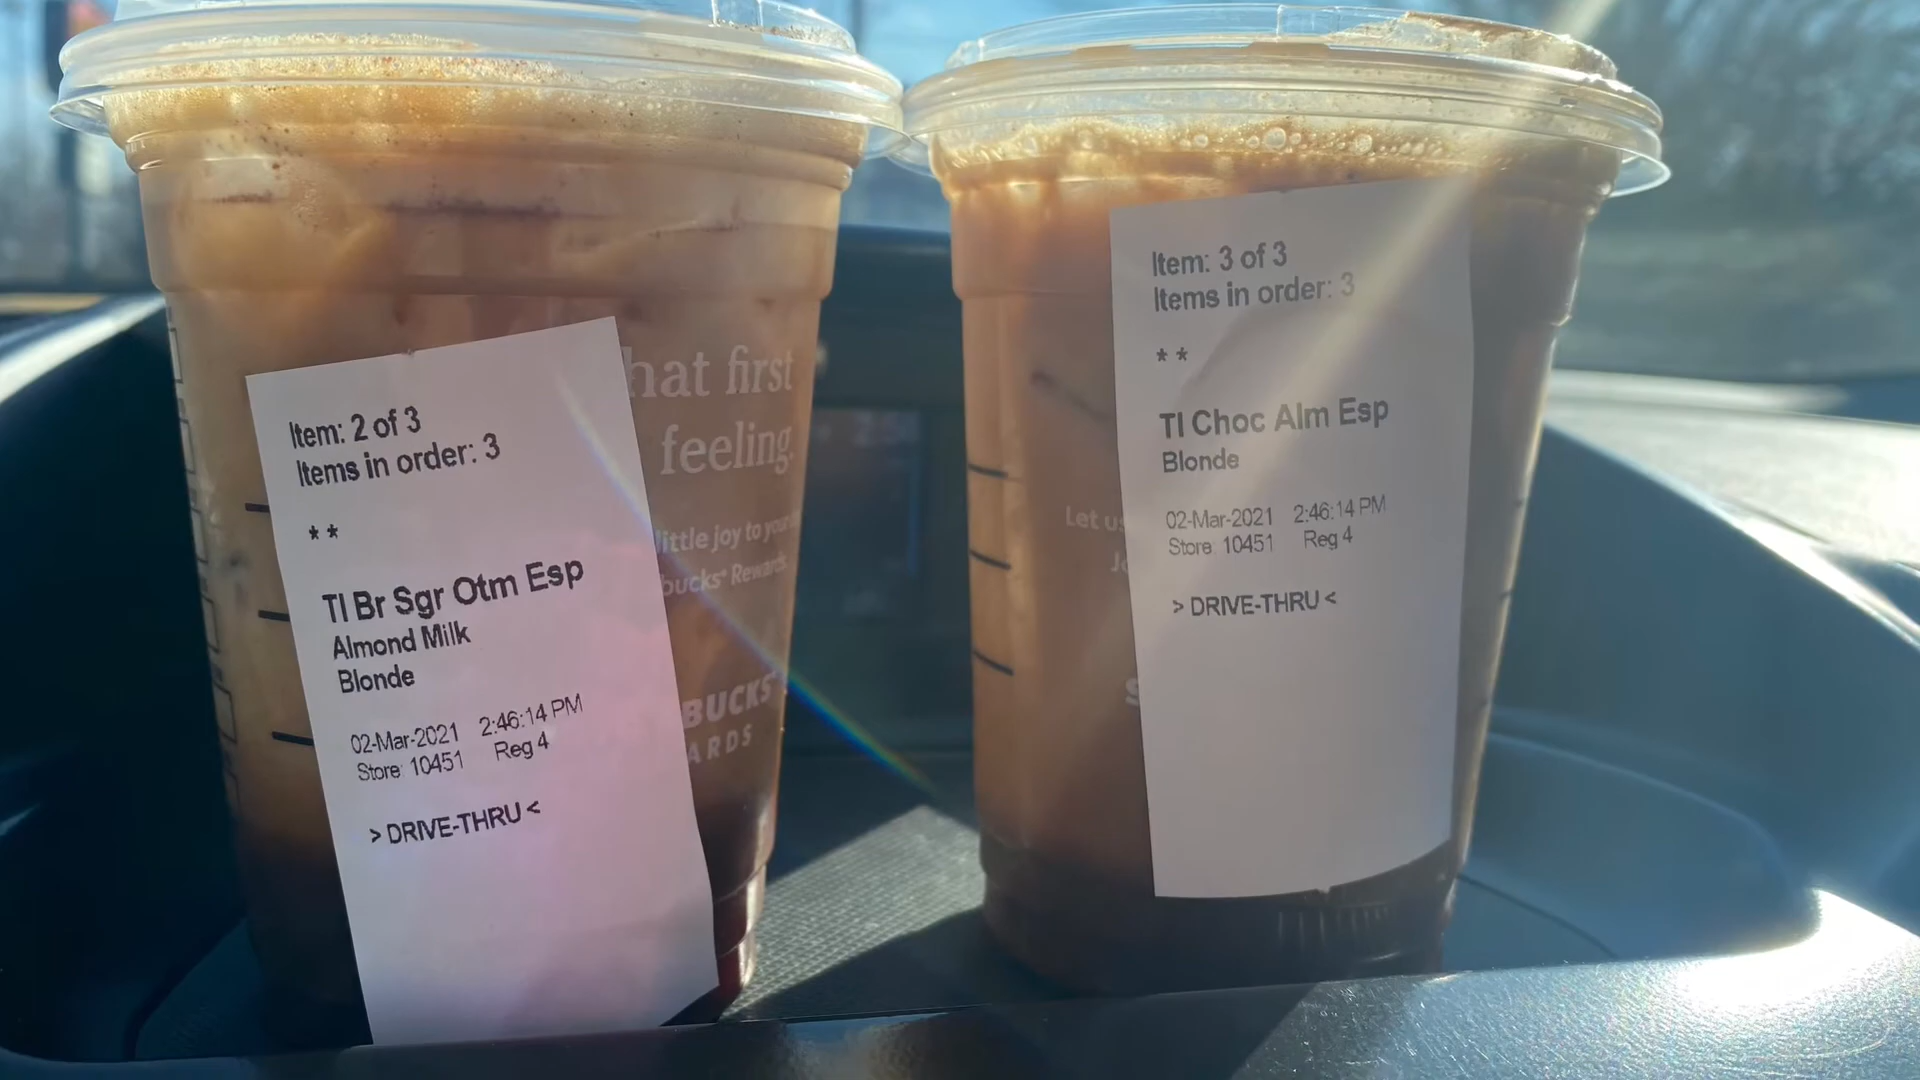 Item: 2 of 3
Items in order: 3
**
TI Br Sgr Otm Esp
Almond Milk
Blonde
02-Mar-2021 2:46:14 PM
Store: 10451 Reg 4
> DRIVE-THRU <
hat first
feeling.
little joy to your
bucks® Rewards
BUCKS®
ARDS
Item: 3 of 3
Items in order: 3
**
TI Choc Alm Esp
Blonde
02-Mar-2021 2:46:14 PM
Store: 10451 Reg 4
> DRIVE-THRU <
Let us